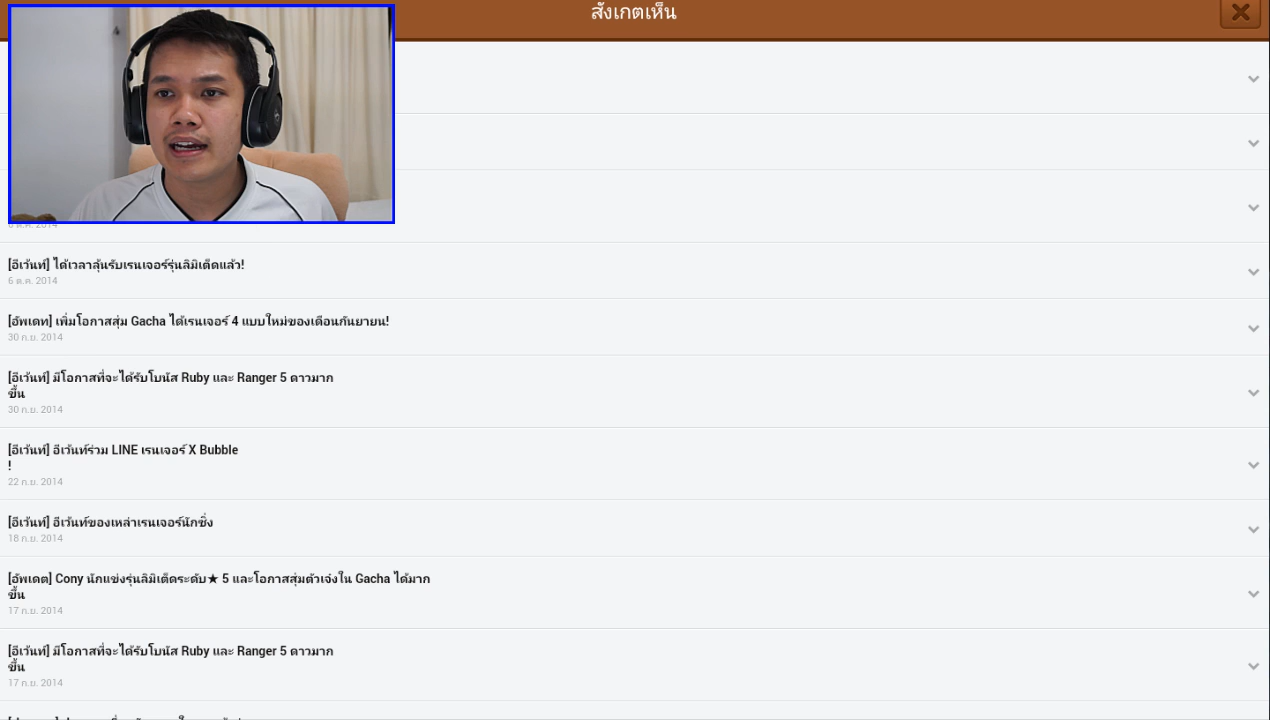 สังเกตเห็น
6 ต.ค. 2014
[อีเว้นท์] ได้เวลาลุ้นรับเรนเจอร์รุ่นลิมิเต็ดแล้ว!
6 ต.ค. 2014
[อัพเดท] เพิ่มโอกาสสุ่ม Gacha ได้เรนเจอร์ 4 แบบใหม่ของเดือนกันยายน!
30 ก.ย. 2014
[อีเว้นท์] มีโอกาสที่จะได้รับโบนัส Ruby และ Ranger 5 ดาวมาก
ขึ้น
30 ก.ย. 2014
[อีเว้นท์] อีเว้นท์ร่วม LINE เรนเจอร์ X Bubble
!
22 ก.ย. 2014
[อีเว้นท์] อีเว้นท์ของเหล่าเรนเจอร์นักซิ่ง
18 ก.ย. 2014
[อัพเดต] Cony นักแข่งรุ่นลิมิเต็ดระดับ★ 5 และโอกาสสุ่มตัวเจ๋งใน Gacha ได้มาก
ขึ้น
17 ก.ย. 2014
[อีเว้นท์] มีโอกาสที่จะได้รับโบนัส Ruby และ Ranger 5 ดาวมาก
ขึ้น
17 ก.ย. 2014